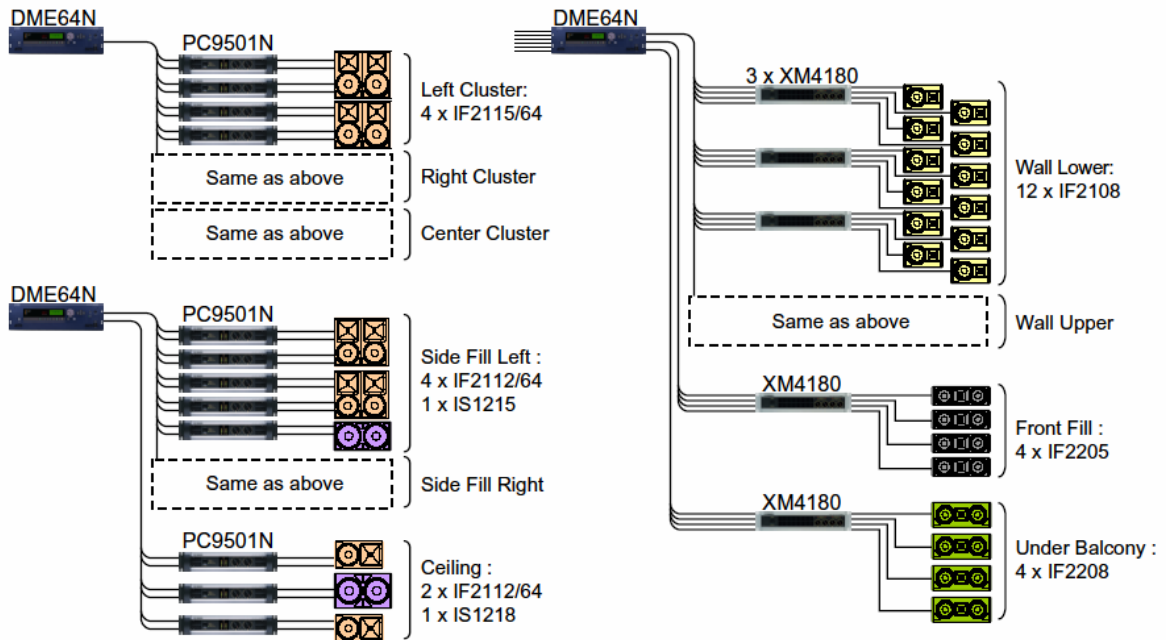 DME64N
PC9501N
Left Cluster:
4 x IF2115/64
Same as above
Right Cluster
Same as above
Center Cluster
DME64N
PC9501N
Side Fill Left :
4 x IF2112/64
1 x IS1215
Same as above
Side Fill Right
PC9501N
Ceiling :
2 x IF2112/64
1 x IS1218
DME64N
3 x XM4180
Wall Lower:
12 x IF2108
Same as above
Wall Upper
XM4180
Front Fill :
4 x IF2205
XM4180
Under Balcony :
4 x IF2208